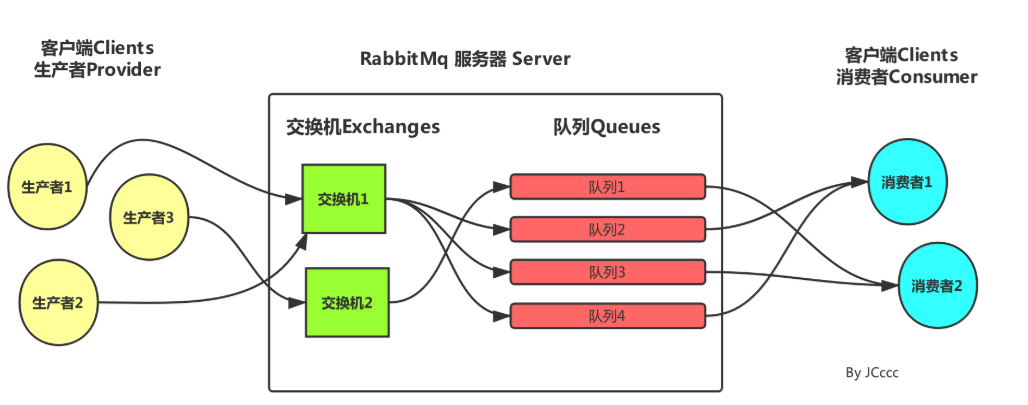 客户端Clients
生产者Provider
RabbitMq 服务器 Server
客户端Clients
消费者Consumer
交换机Exchanges
队列Queues
生产者1
生产者3
生产者2
交换机1
交换机2
队列1
队列2
队列3
队列4
消费者1
消费者2
By JCccc